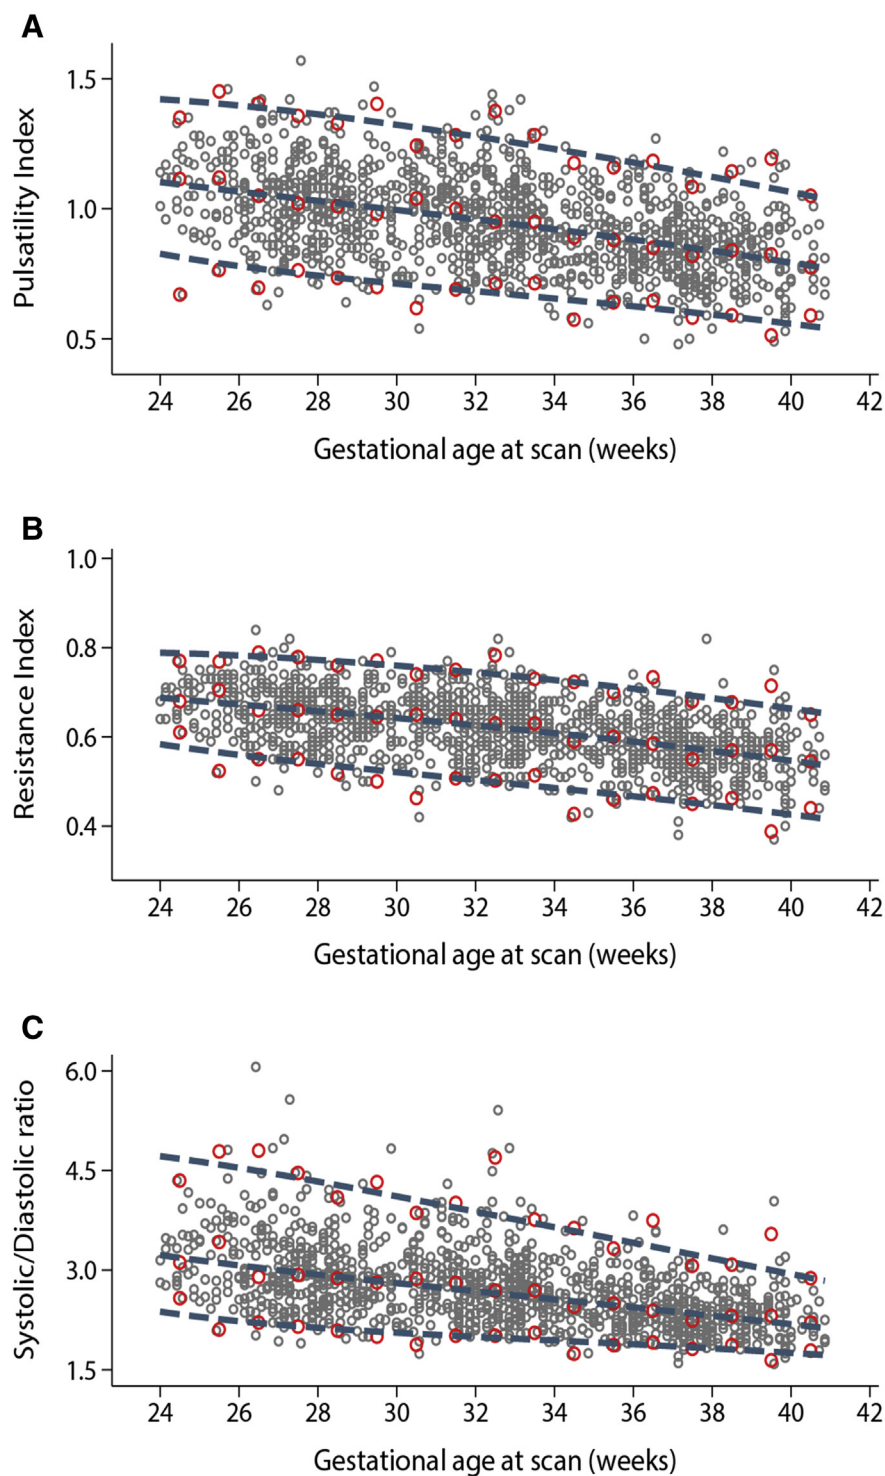 A
Pulsatility Index
1.5
1.0
0.5
24 26 28 30 32 34 36 38 40 42
Gestational age at scan (weeks)
B
Resistance Index
1.0
0.8
0.6
0.4
24 26 28 30 32 34 36 38 40 42
Gestational age at scan (weeks)
C
Systolic/Diastolic ratio
6.0
4.5
3.0
1.5
24 26 28 30 32 34 36 38 40 42
Gestational age at scan (weeks)